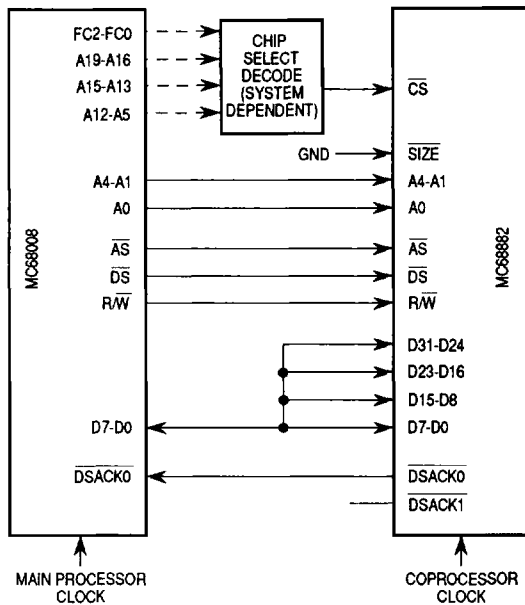 FC2-FC0
A19-A16
A15-A13
A12-A5
CHIP
SELECT
DECODE
(SYSTEM
DEPENDENT)
CS
GND
SIZE
A4-A1
A4-A1
A0
A0
AS
AS
DS
DS
R/W
R/W
MC68008
MC68882
D31-D24
D23-D16
D15-D8
D7-D0
D7-D0
DSACK0
DSACK0
DSACK1
MAIN PROCESSOR
CLOCK
COPROCESSOR
CLOCK